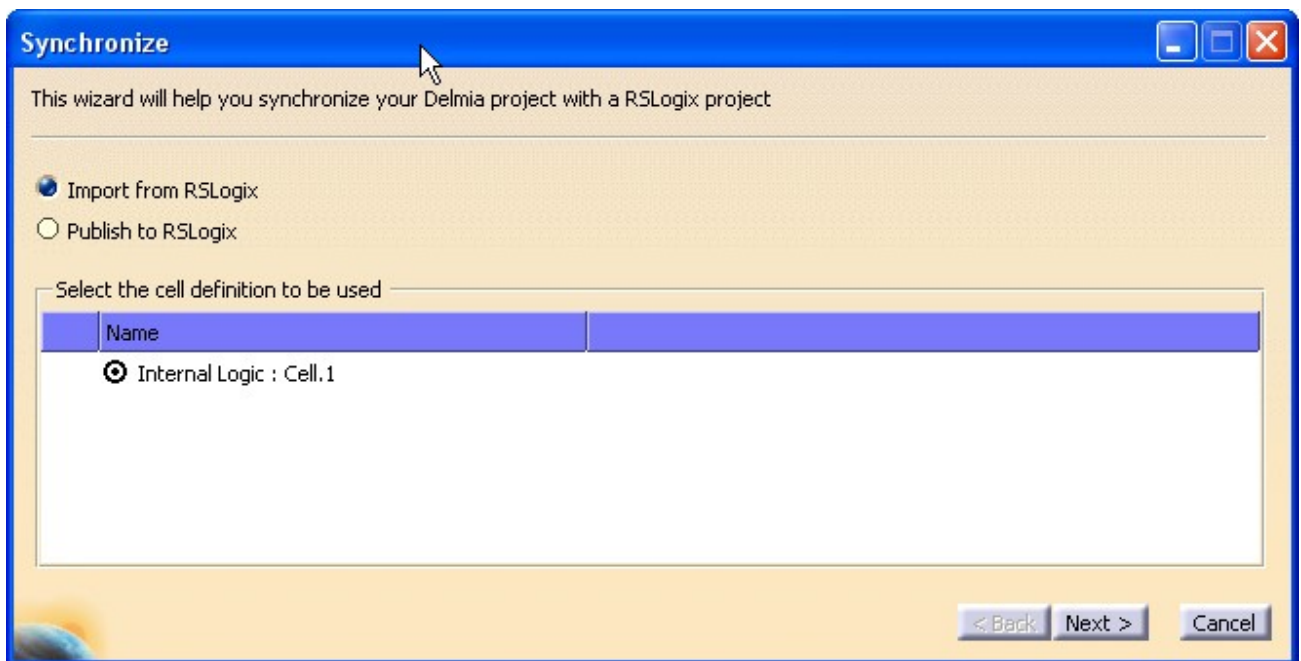 Synchronize
This wizard will help you synchronize your Delmia project with a RSLogix project
Import from RSLogix
Publish to RSLogix
Select the cell definition to be used
Name
Internal Logic : Cell.1
< Back Next > Cancel